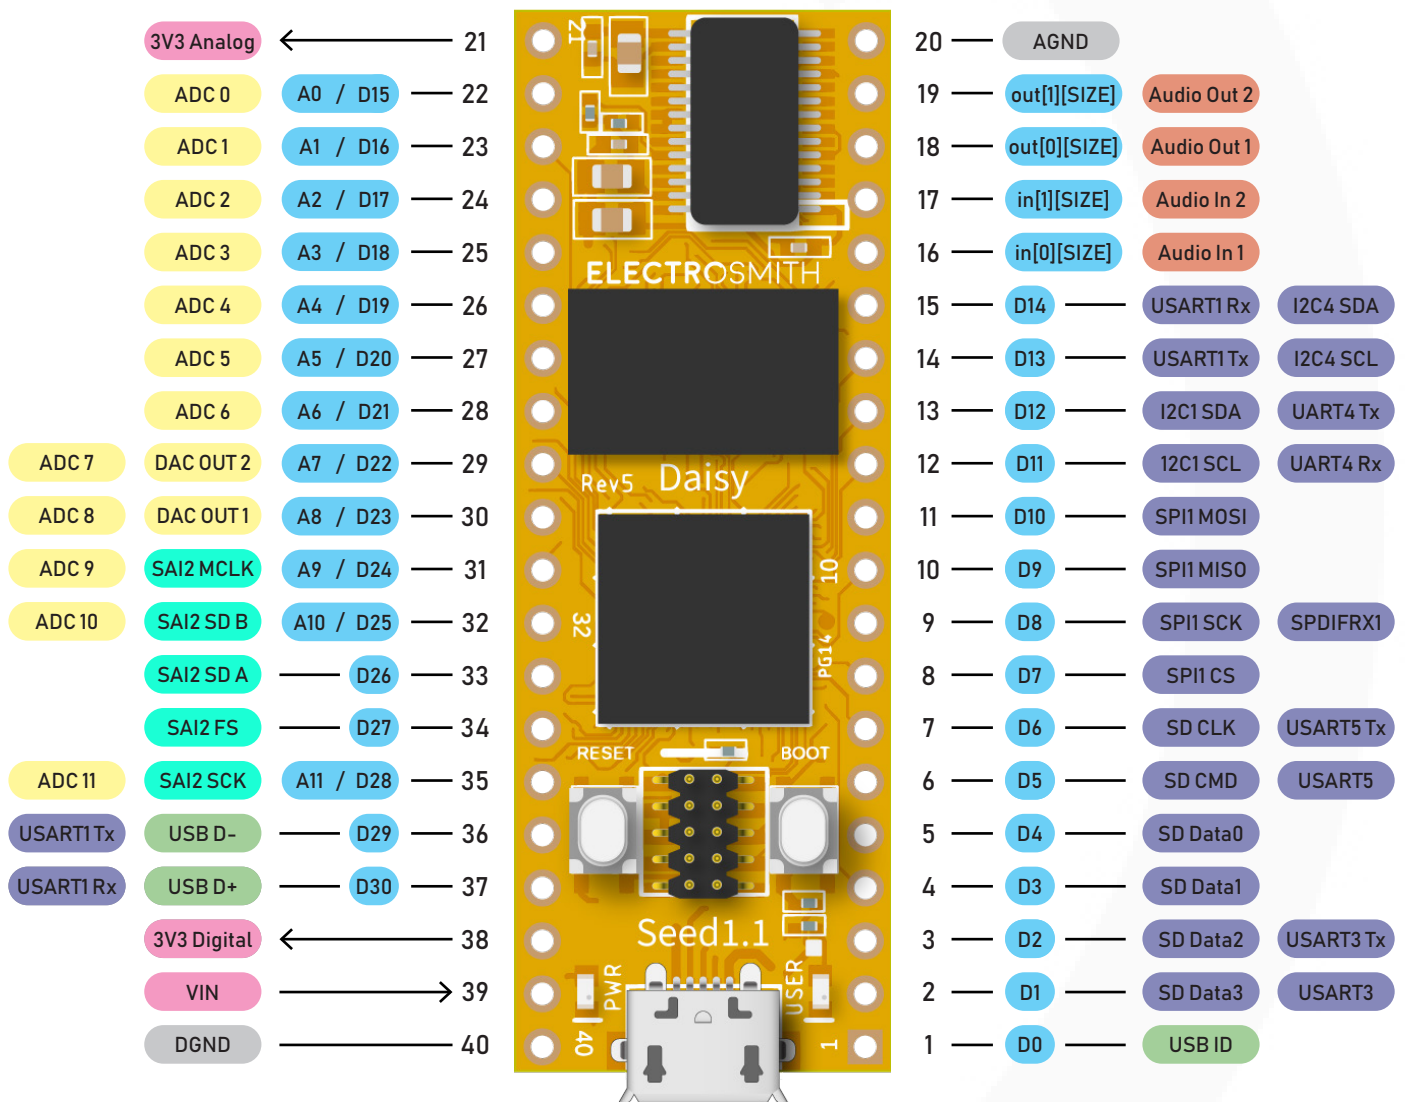 3V3 Analog 21
ADC 0 A0 / D15 22
ADC 1 A1 / D16 23
ADC 2 A2 / D17 24
ADC 3 A3 / D18 25
ADC 4 A4 / D19 26
ADC 5 A5 / D20 27
ADC 6 A6 / D21 28
ADC 7 DAC OUT 2 A7 / D22 29
ADC 8 DAC OUT 1 A8 / D23 30
ADC 9 SAI2 MCLK A9 / D24 31
ADC 10 SAI2 SD B A10 / D25 32
SAI2 SD A D26 33
SAI2 FS D27 34
ADC 11 SAI2 SCK A11 / D28 35
USART1 Tx USB D- D29 36
USART1 Rx USB D+ D30 37
3V3 Digital 38
VIN 39
DGND 40
21
ELECTROSMITH
Rev5 Daisy
10
32
PG14
RESET BOOT
Seed1.1
PWR USER
40 1
20 AGND
19 out[1][SIZE] Audio Out 2
18 out[0][SIZE] Audio Out 1
17 in[1][SIZE] Audio In 2
16 in[0][SIZE] Audio In 1
15 D14 USART1 Rx I2C4 SDA
14 D13 USART1 Tx I2C4 SCL
13 D12 I2C1 SDA UART4 Tx
12 D11 12C1 SCL UART4 Rx
11 D10 SPI1 MOSI
10 D9 SPI1 MISO
9 D8 SPI1 SCK SPDIFRX1
8 D7 SPI1 CS
7 D6 SD CLK USART5 Tx
6 D5 SD CMD USART5
5 D4 SD Data0
4 D3 SD Data1
3 D2 SD Data2 USART3 Tx
2 D1 SD Data3 USART3
1 D0 USB ID